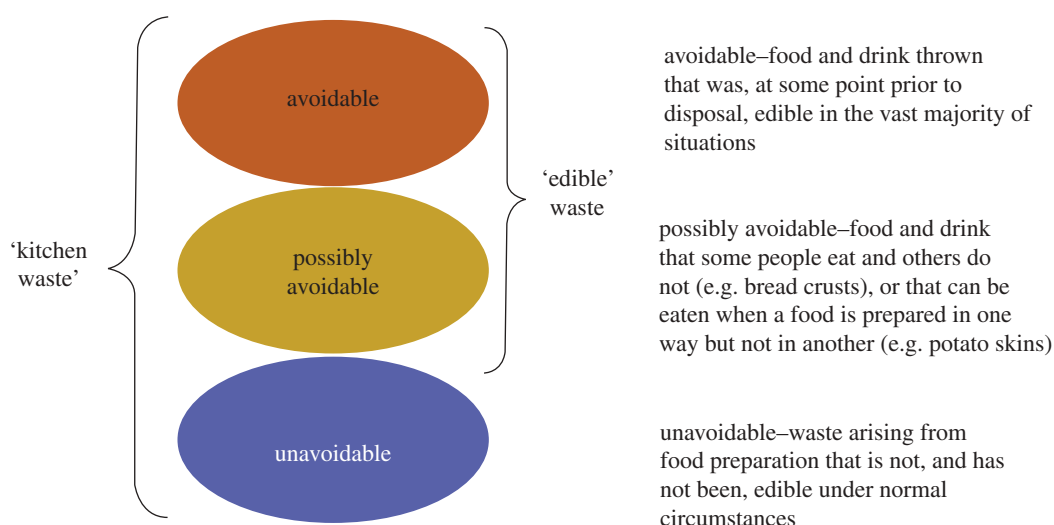 avoidable
possibly
avoidable
unavoidable
‘kitchen
waste’
‘edible’
waste
avoidable–food and drink thrown
that was, at some point prior to
disposal, edible in the vast majority of
situations
possibly avoidable–food and drink
that some people eat and others do
not (e.g. bread crusts), or that can be
eaten when a food is prepared in one
way but not in another (e.g. potato skins)
unavoidable–waste arising from
food preparation that is not, and has
not been, edible under normal
circumstances